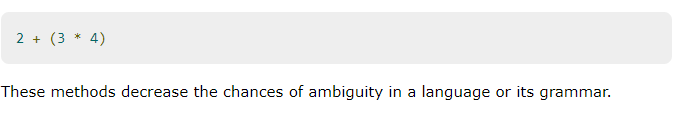 2 + (3 * 4)
These methods decrease the chances of ambiguity in a language or its grammar.